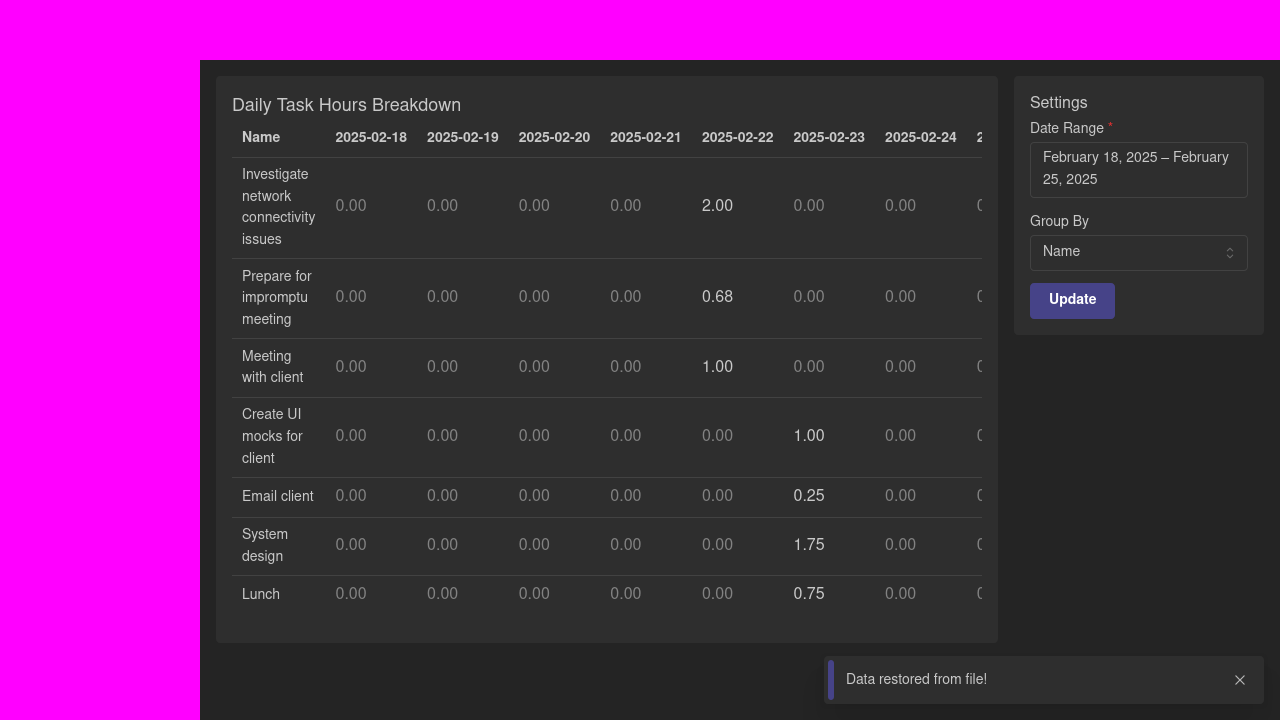 Daily Task Hours Breakdown
Name 2025-02-18 2025-02-19 2025-02-20 2025-02-21 2025-02-22 2025-02-23 2025-02-24
Investigate
network
connectivity
issues
0.00 0.00 0.00 0.00 2.00 0.00 0.00
Prepare for
impromptu
meeting
0.00 0.00 0.00 0.00 0.68 0.00 0.00
Meeting
with client
0.00 0.00 0.00 0.00 1.00 0.00 0.00
Create UI
mocks for
client
0.00 0.00 0.00 0.00 0.00 1.00 0.00
Email client 0.00 0.00 0.00 0.00 0.00 0.25 0.00
System
design
0.00 0.00 0.00 0.00 0.00 1.75 0.00
Lunch 0.00 0.00 0.00 0.00 0.00 0.75 0.00
Settings
Date Range *
February 18, 2025 – February
25, 2025
Group By
Name
Update
Data restored from file!